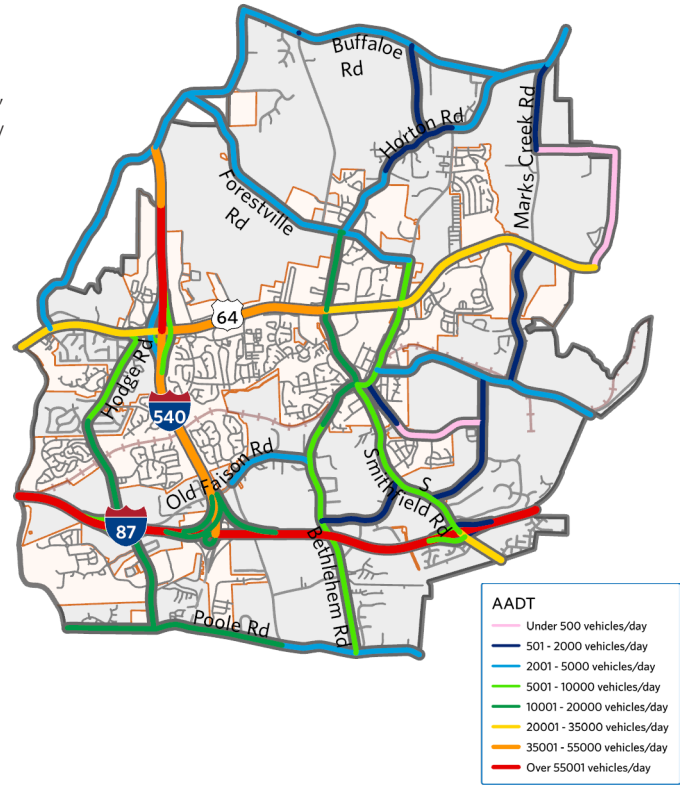 Buffaloe
Rd
Horton Rd
Marks Creek Rd
Forestville
Rd
64
Hodge Rd
540
Old Faison Rd
S
Smithfield Rd
87
Bethlehem Rd
Poole Rd
AADT
Under 500 vehicles/day
501 - 2000 vehicles/day
2001 - 5000 vehicles/day
5001 - 10000 vehicles/day
10001 - 20000 vehicles/day
20001 - 35000 vehicles/day
35001 - 55000 vehicles/day
Over 55001 vehicles/day